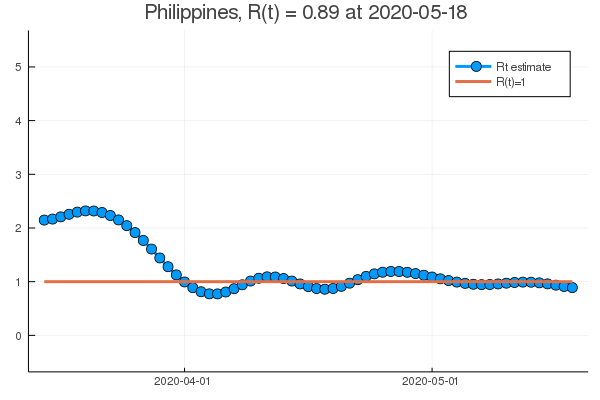 Philippines, R(t) = 0.89 at 2020-05-18
5
4
3
2
1
0
Rt estimate
R(t)=1
2020-04-01
2020-05-01